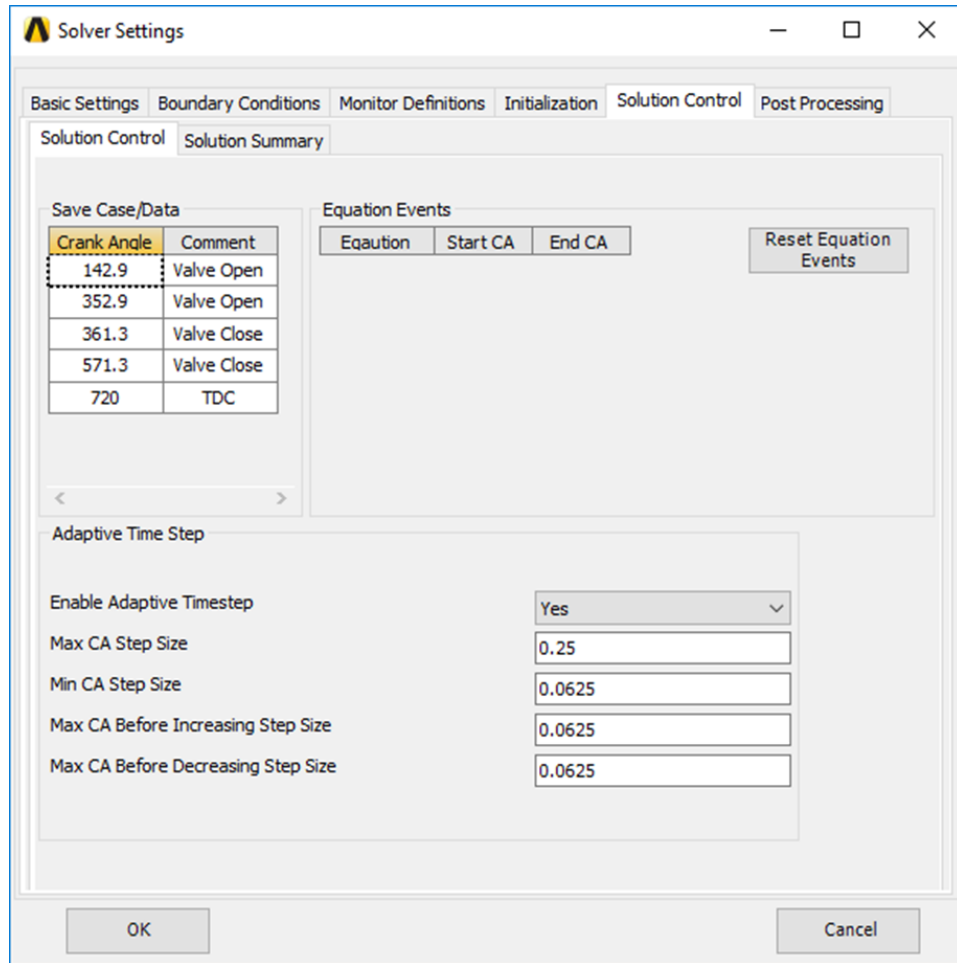 Solver Settings
Basic Settings Boundary Conditions Monitor Definitions Initialization Solution Control Post Processing
Solution Control Solution Summary
Save Case/Data
Crank Angle Comment
142.9 Valve Open
352.9 Valve Open
361.3 Valve Close
571.3 Valve Close
720 TDC
Equation Events
Eqaution Start CA End CA
Reset Equation
Events
Adaptive Time Step
Enable Adaptive Timestep Yes
Max CA Step Size 0.25
Min CA Step Size 0.0625
Max CA Before Increasing Step Size 0.0625
Max CA Before Decreasing Step Size 0.0625
OK Cancel